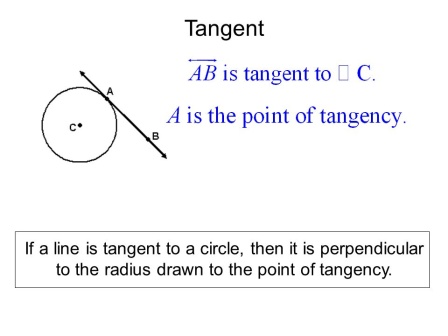 Tangent
AB is tangent to □ C.
A is the point of tangency.
A
C
B
If a line is tangent to a circle, then it is perpendicular
to the radius drawn to the point of tangency.